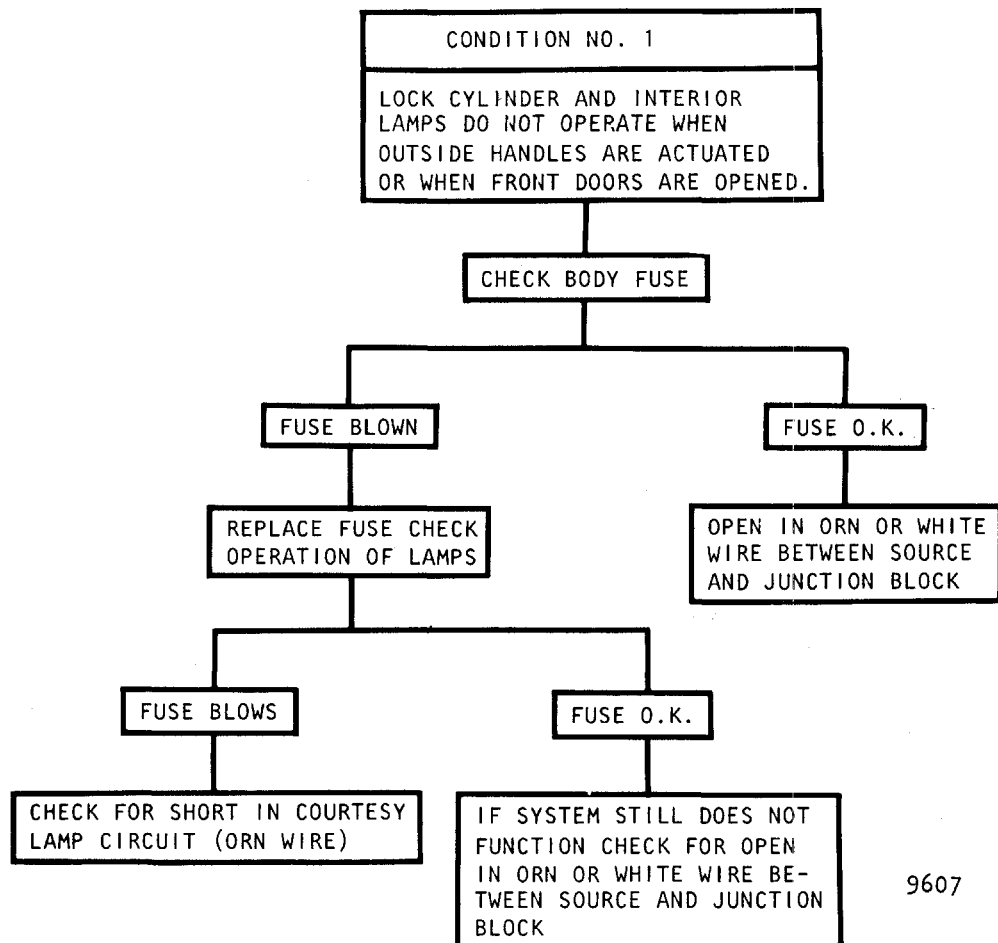 CONDITION NO. 1
LOCK CYLINDER AND INTERIOR
LAMPS DO NOT OPERATE WHEN
OUTSIDE HANDLES ARE ACTUATED
OR WHEN FRONT DOORS ARE OPENED.
CHECK BODY FUSE
FUSE BLOWN
FUSE O.K.
REPLACE FUSE CHECK
OPERATION OF LAMPS
OPEN IN ORN OR WHITE
WIRE BETWEEN SOURCE
AND JUNCTION BLOCK
FUSE BLOWS
FUSE O.K.
CHECK FOR SHORT IN COURTESY
LAMP CIRCUIT (ORN WIRE)
IF SYSTEM STILL DOES NOT
FUNCTION CHECK FOR OPEN
IN ORN OR WHITE WIRE BE-
TWEEN SOURCE AND JUNCTION
BLOCK
9607